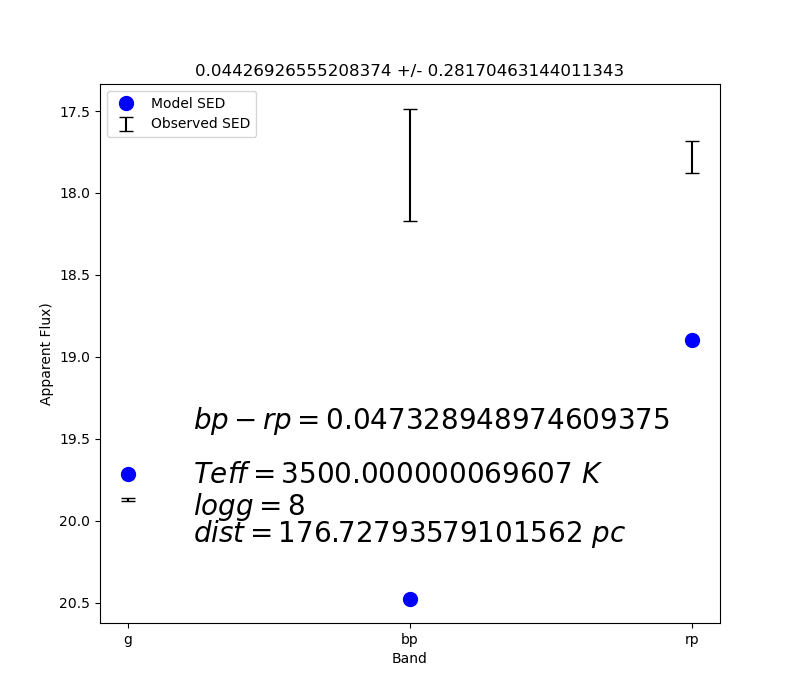 0.04426926555208374 +/- 0.28170463144011343
Model SED
Observed SED
17.5
18.0
18.5
19.0
19.5
20.0
20.5
Apparent Flux)
bp − rp = 0.047328948974609375
Teff = 3500.000000069607 K
logg = 8
dist = 176.72793579101562 pc
g
bp
rp
Band